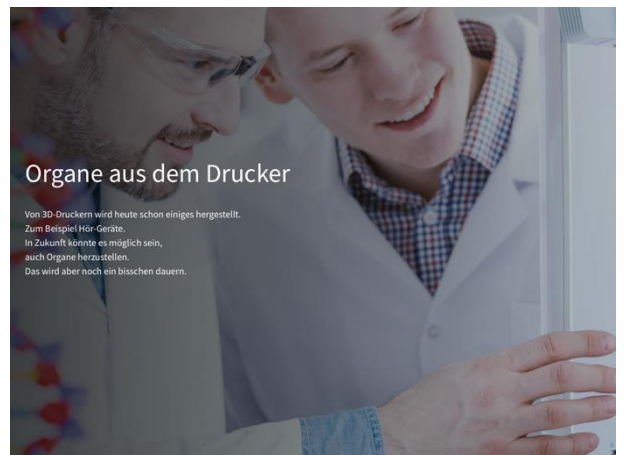 Organe aus dem Drucker
Von 3D-Druckern wird heute schon einiges hergestellt.
Zum Beispiel Hör-Geräte.
In Zukunft könnte es möglich sein,
auch Organe herzustellen.
Das wird aber noch ein bisschen dauern.